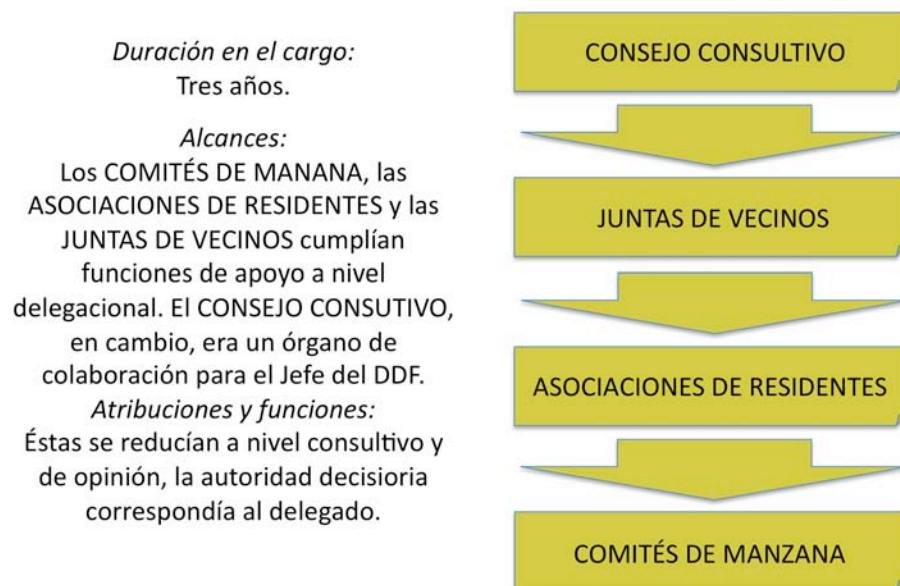 Duración en el cargo:
Tres años.
Alcances:
Los COMITÉS DE MANANA, las
ASOCIACIONES DE RESIDENTES y las
JUNTAS DE VECINOS cumplían
funciones de apoyo a nivel
delegacional. El CONSEJO CONSUTIVO,
en cambio, era un órgano de
colaboración para el Jefe del DDF.
Atribuciones y funciones:
Éstas se reducían a nivel consultivo y
de opinión, la autoridad decisioria
correspondía al delegado.
CONSEJO CONSULTIVO
JUNTAS DE VECINOS
ASOCIACIONES DE RESIDENTES
COMITÉS DE MANZANA